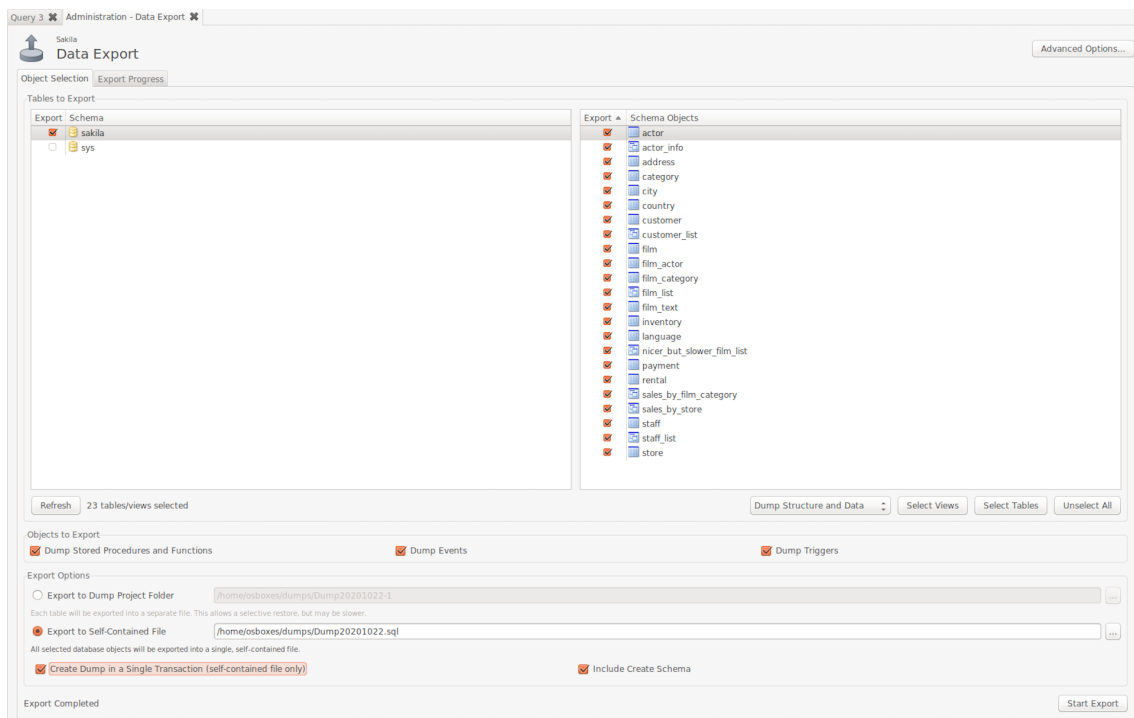 Query 3 ✖ Administration - Data Export ✖
Sakila
Data Export
Advanced Options...
Object Selection Export Progress
Tables to Export
Export Schema
sakila
sys
Export Schema Objects
actor
actor_info
address
category
city
country
customer
customer_list
film
film_actor
film_category
film_list
film_text
inventory
language
nicer_but_slower_film_list
payment
rental
sales_by_film_category
sales_by_store
staff
staff_list
store
Refresh 23 tables/views selected
Dump Structure and Data Select Views Select Tables Unselect All
Objects to Export
Dump Stored Procedures and Functions Dump Events Dump Triggers
Export Options
Export to Dump Project Folder /home/osboxes/dumps/Dump20201022-1 ...
Each table will be exported into a separate file. This allows a selective restore, but may be slower.
Export to Self-Contained File /home/osboxes/dumps/Dump20201022.sql ...
All selected database objects will be exported into a single, self-contained file.
Create Dump in a Single Transaction (self-contained file only) Include Create Schema
Export Completed Start Export